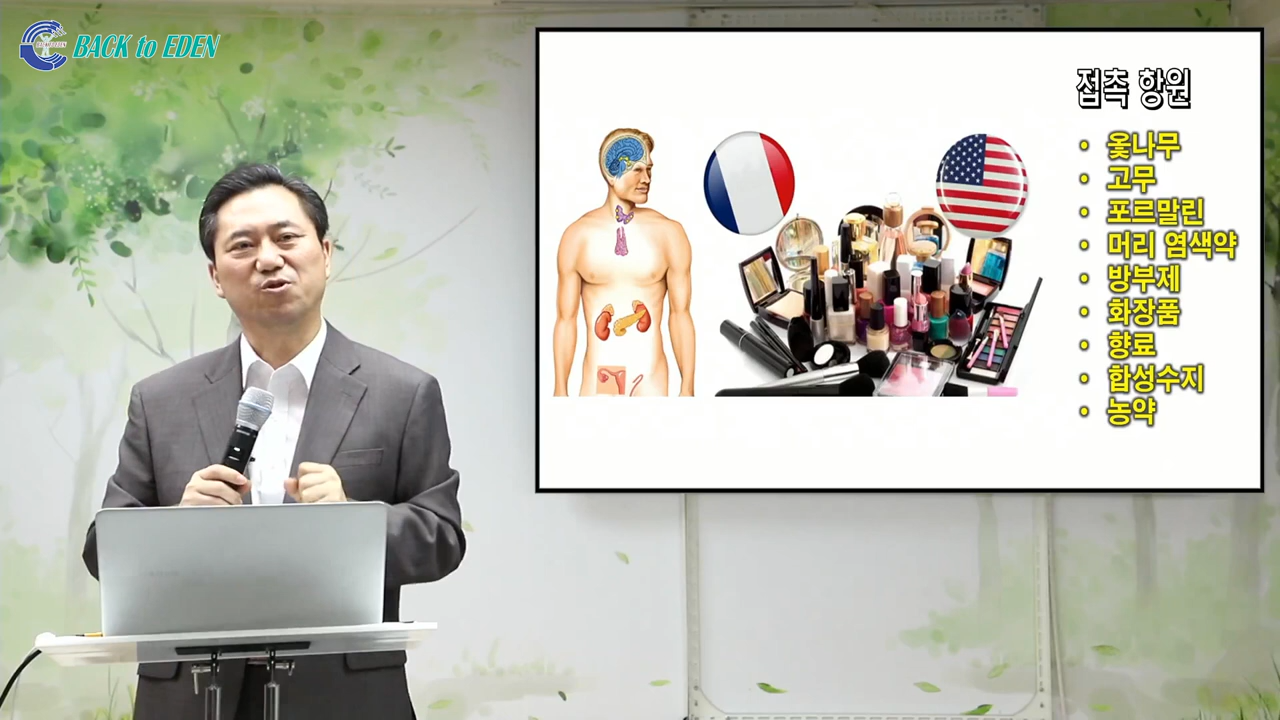 BACK to EDEN
접촉 항원
• 옻나무
• 고무
• 포르말린
• 머리 염색약
• 방부제
• 화장품
• 향료
• 합성수지
• 농약